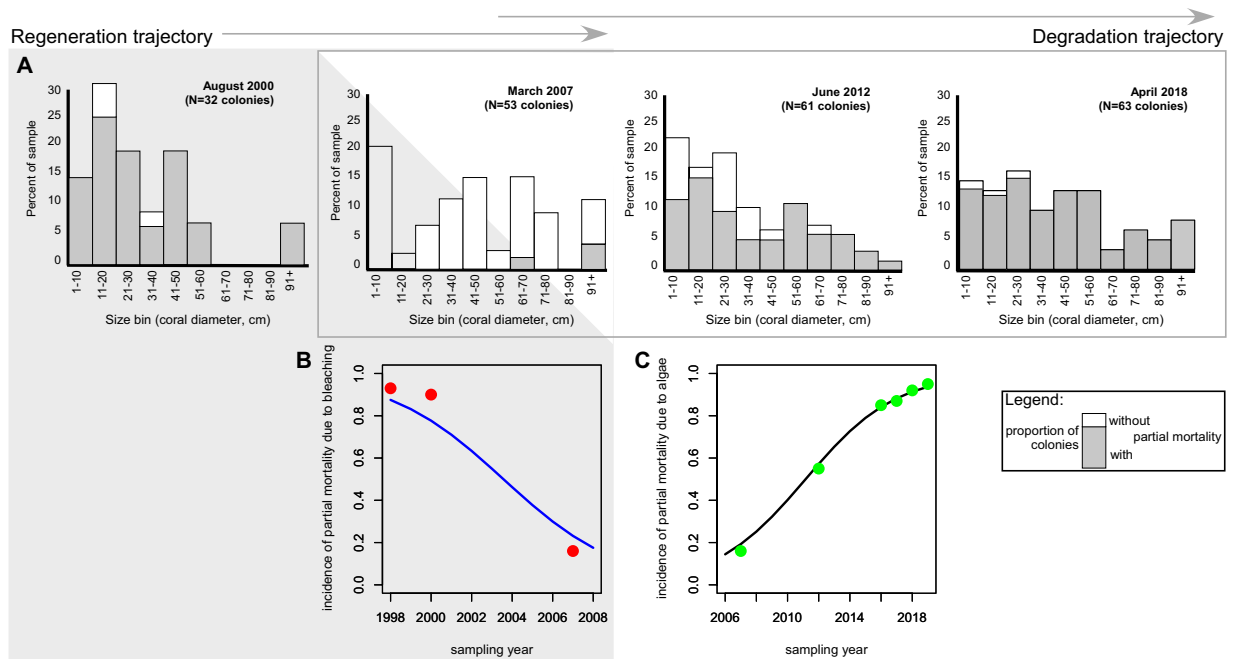 Regeneration trajectory
Degradation trajectory
A
August 2000
(N=32 colonies)
Percent of sample
30
25
20
15
10
5
0
1-10
11-20
21-30
31-40
41-50
51-60
61-70
71-80
81-90
91+
Size bin (coral diameter, cm)
March 2007
(N=53 colonies)
Percent of sample
30
25
20
15
10
5
0
1-10
11-20
21-30
31-40
41-50
51-60
61-70
71-80
81-90
91+
Size bin (coral diameter, cm)
June 2012
(N=61 colonies)
Percent of sample
30
25
20
15
10
5
0
1-10
11-20
21-30
31-40
41-50
51-60
61-70
71-80
81-90
91+
Size bin (coral diameter, cm)
April 2018
(N=63 colonies)
Percent of sample
30
25
20
15
10
5
0
1-10
11-20
21-30
31-40
41-50
51-60
61-70
71-80
81-90
91+
Size bin (coral diameter, cm)
B
incidence of partial mortality due to bleaching
1.0
0.8
0.6
0.4
0.2
0.0
1998 2000 2002 2004 2006 2008
sampling year
C
incidence of partial mortality due to algae
1.0
0.8
0.6
0.4
0.2
0.0
2006 2010 2014 2018
sampling year
Legend:
proportion of
colonies
without
partial mortality
with